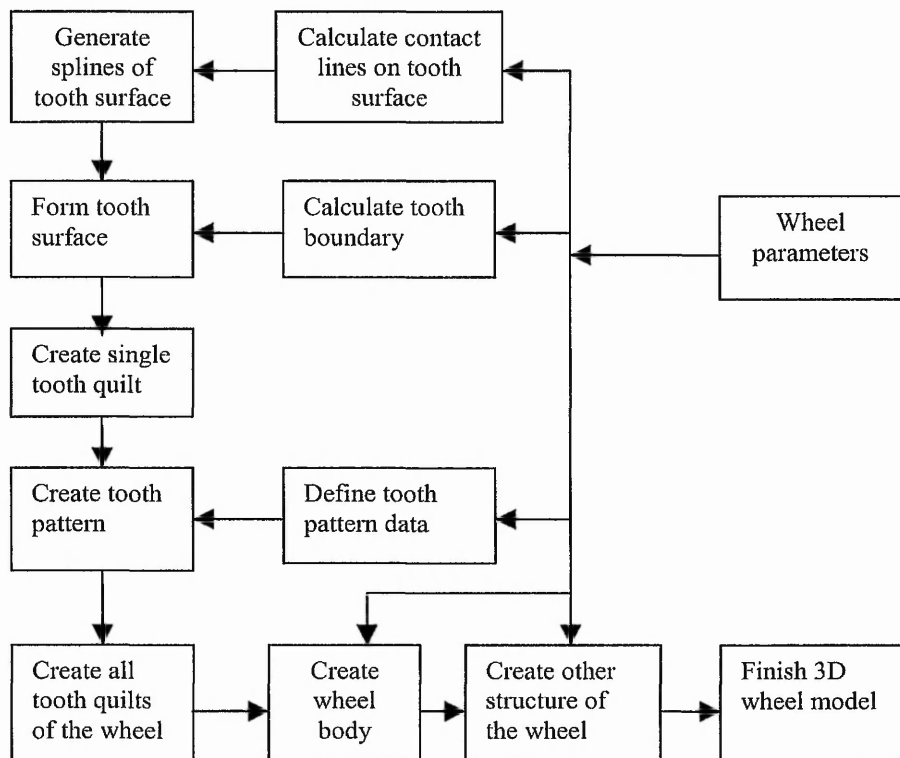 Generate
splines of
tooth surface
Calculate contact
lines on tooth
surface
Form tooth
surface
Calculate tooth
boundary
Wheel
parameters
Create single
tooth quilt
Create tooth
pattern
Define tooth
pattern data
Create all
tooth quilts
of the wheel
Create
wheel
body
Create other
structure of
the wheel
Finish 3D
wheel model